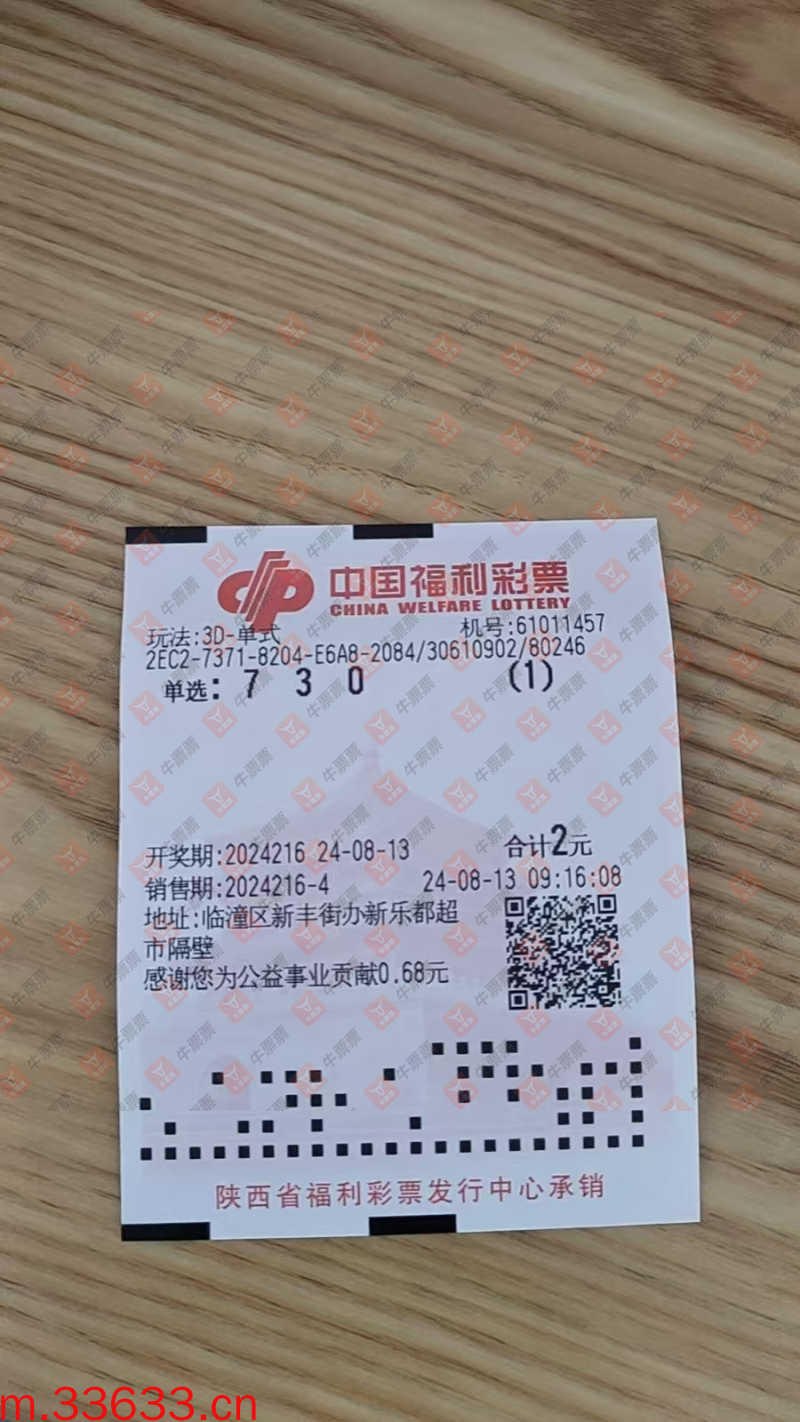 中国福利彩票
CHINA WELFARE LOTTERY
玩法:3D-单式 机号:61011457
2EC2-7371-8204-E6A8-2084/30610902/80246
单选: 7 3 0 (1)
开奖期:2024216 24-08-13 合计2元
销售期:2024216-4 24-08-13 09:16:08
地址:临潼区新丰街办新乐都超
市隔壁
感谢您为公益事业贡献0.68元
陕西省福利彩票发行中心承销
牛票票
m.33633.cn